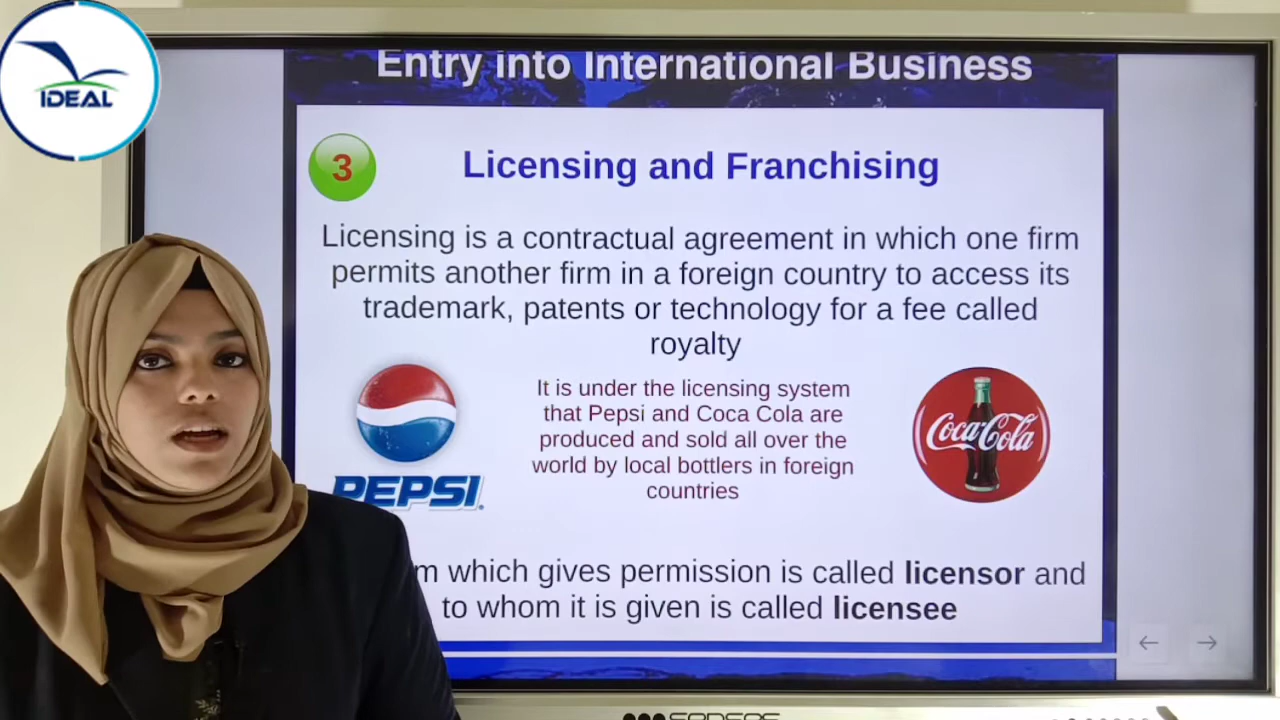 IDEAL
Entry into International Business
3
Licensing and Franchising
Licensing is a contractual agreement in which one firm
permits another firm in a foreign country to access its
trademark, patents or technology for a fee called
royalty
It is under the licensing system
that Pepsi and Coca Cola are
produced and sold all over the
world by local bottlers in foreign
countries
PEPSI
Coca-Cola
which gives permission is called licensor and
to whom it is given is called licensee